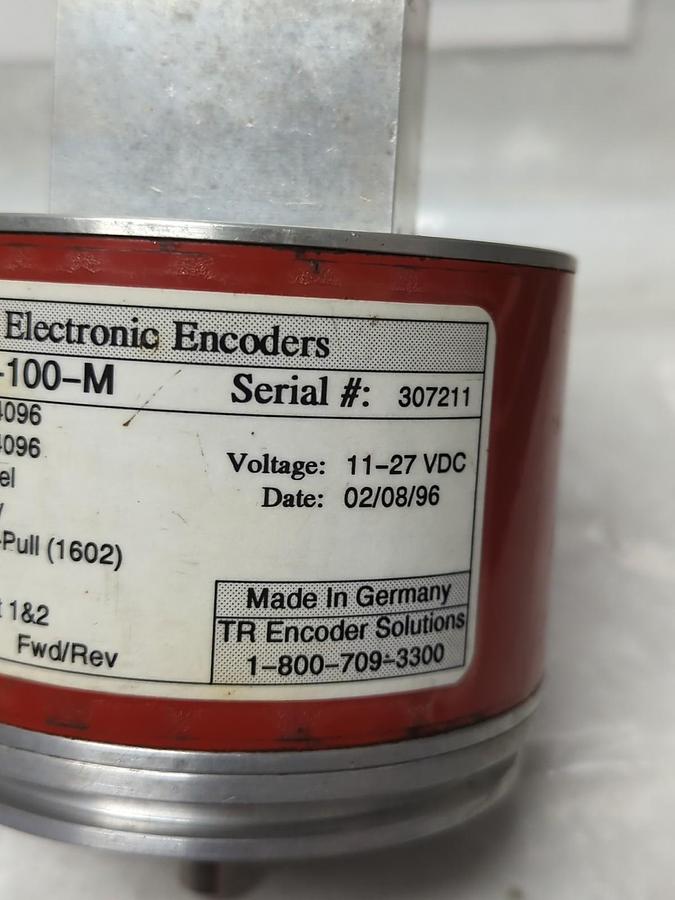 Electronic Encoders
-100-M
Serial #: 307211
4096
4096
Voltage: 11-27 VDC
el
Date: 02/08/96
-Pull (1602)
t 1&2
Fwd/Rev
Made In Germany
TR Encoder Solutions
1-800-709-3300